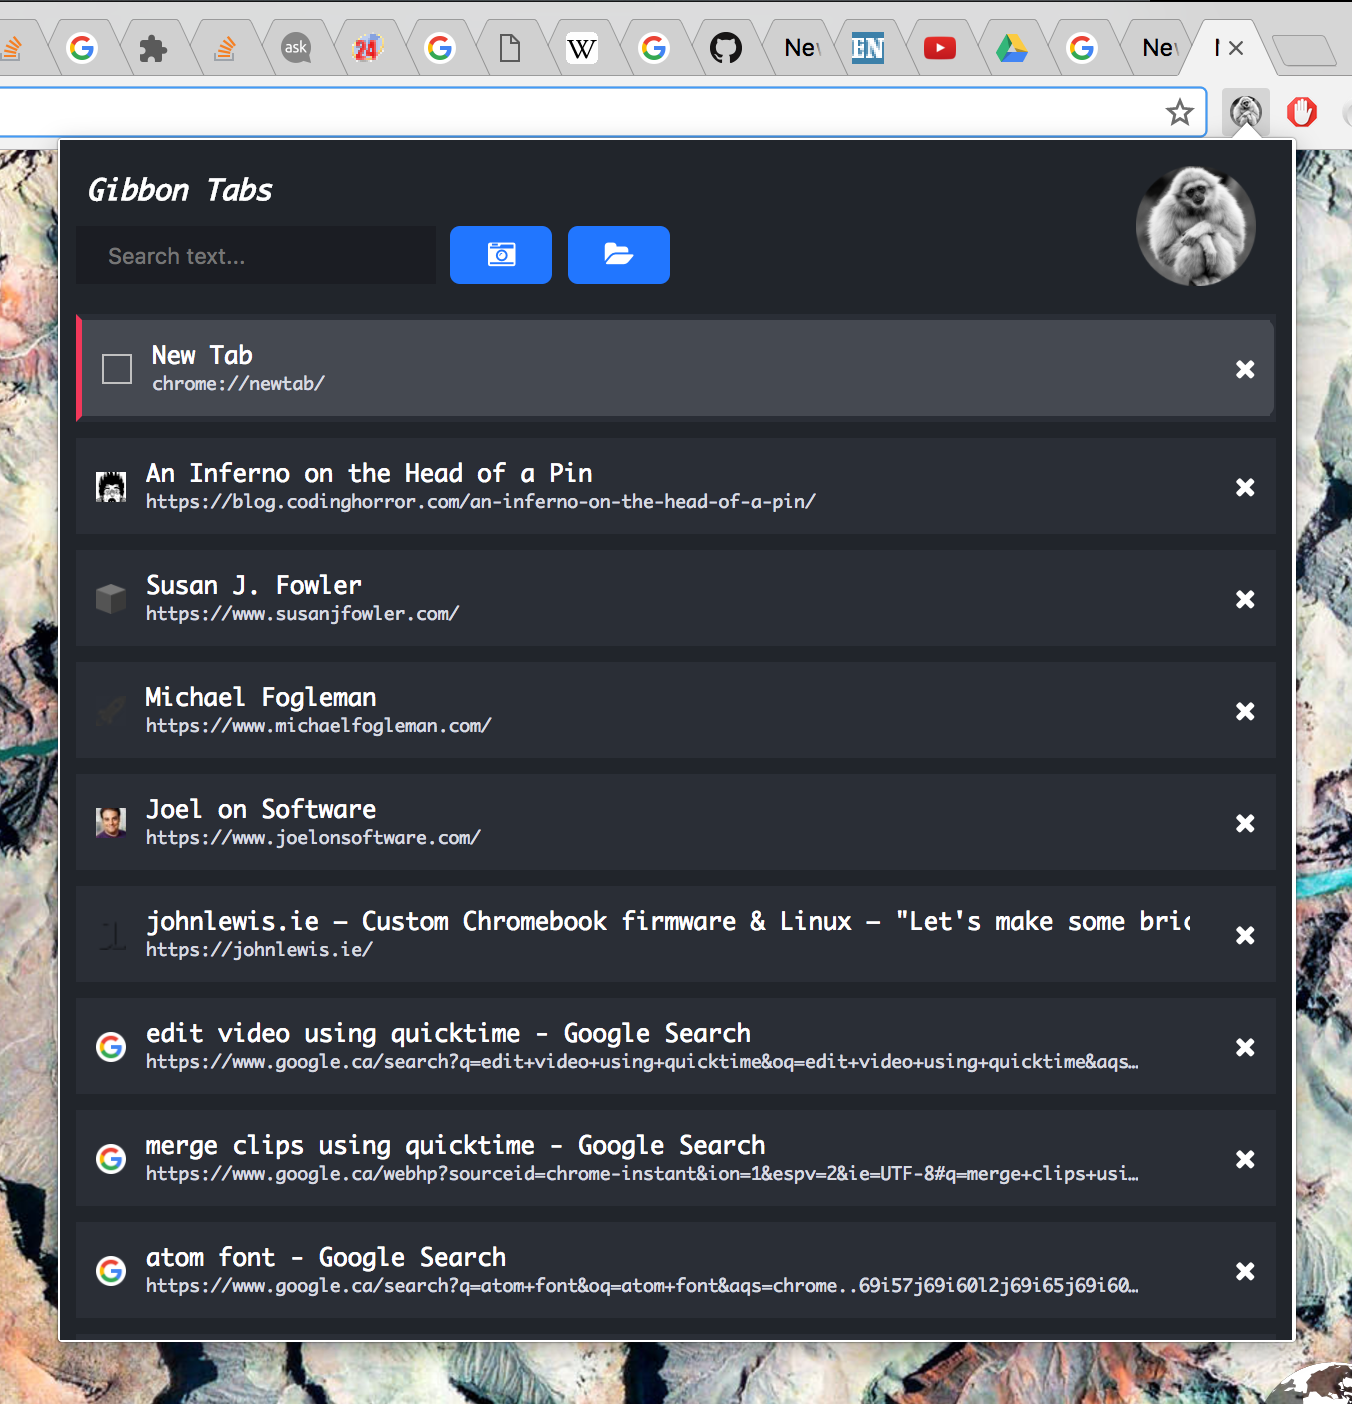 ask
24
W
Ne
EN
Ne
Gibbon Tabs
Search text...
New Tab
chrome://newtab/
An Inferno on the Head of a Pin
https://blog.codinghorror.com/an-inferno-on-the-head-of-a-pin/
Susan J. Fowler
https://www.susanjfowler.com/
Michael Fogleman
https://www.michaelfogleman.com/
Joel on Software
https://www.joelonsoftware.com/
1
johnlewis.ie – Custom Chromebook firmware & Linux – "Let's make some bric
https://johnlewis.ie/
edit video using quicktime - Google Search
https://www.google.ca/search?q=edit+video+using+quicktime&oq=edit+video+using+quicktime&aqs…
merge clips using quicktime - Google Search
https://www.google.ca/webhp?sourceid=chrome-instant&ion=1&espv=2&ie=UTF-8#q=merge+clips+usi…
atom font - Google Search
https://www.google.ca/search?q=atom+font&oq=atom+font&aqs=chrome..69i57j69i60l2j69i65j69i60…